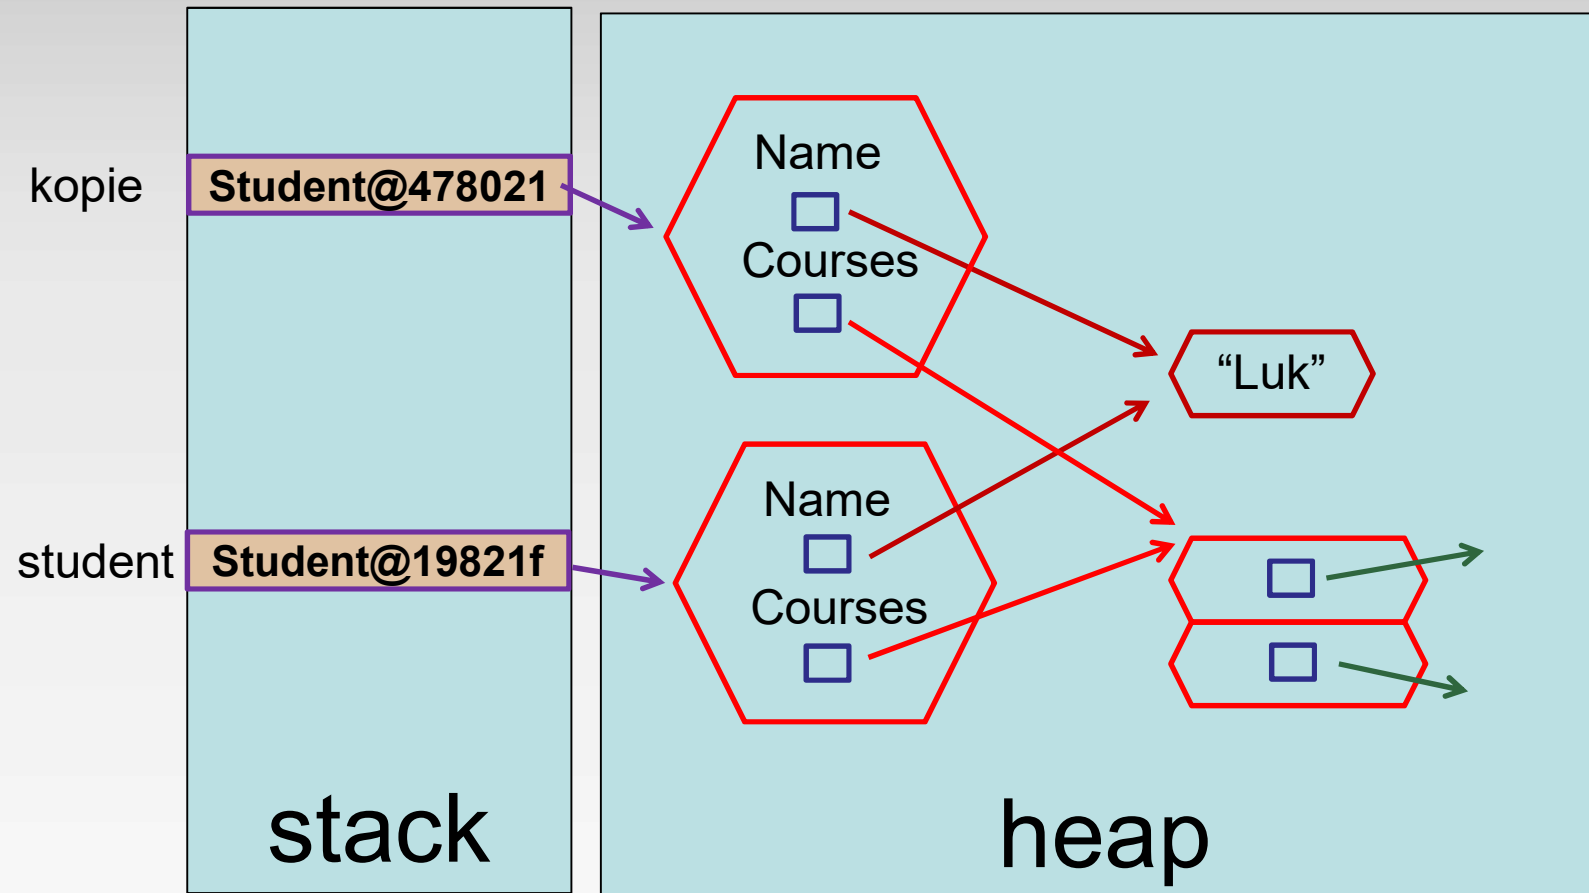 kopie
Student@478021
Name
Courses
“Luk”
student
Student@19821f
Name
Courses
stack
heap